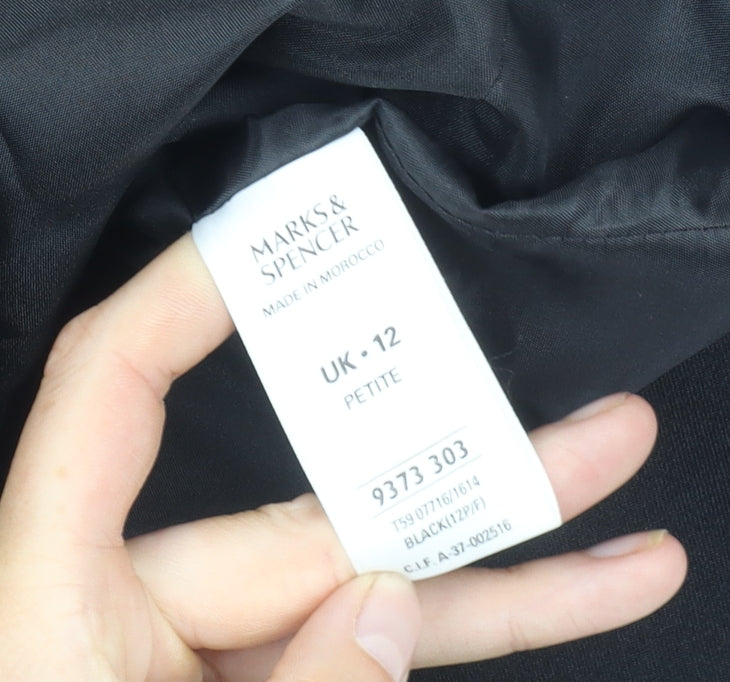 MARKS &
SPENCER
MADE IN MOROCCO
UK • 12
PETITE
9373 303
T59 07716/1614
BLACK(12P/F)
C.I.F. A-37-002516